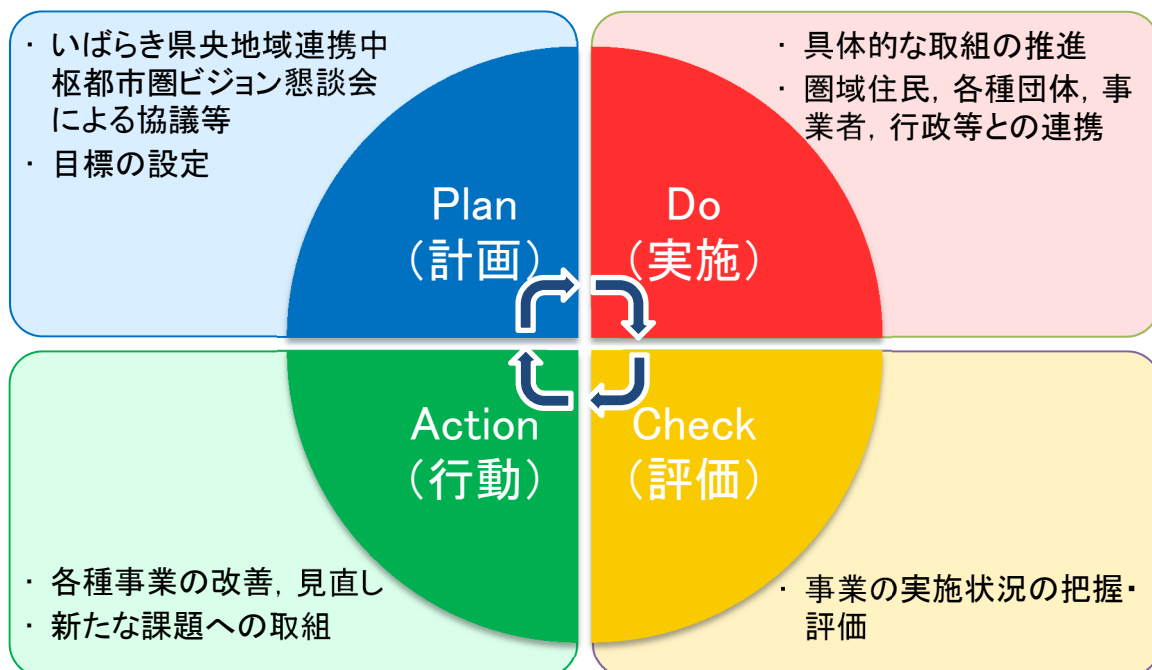 ・ いばらき県央地域連携中
枢都市圏ビジョン懇談会
による協議等
・ 目標の設定
Plan
（計画）
・ 具体的な取組の推進
・ 圏域住民，各種団体，事
業者，行政等との連携
Do
（実施）
Action
（行動）
・ 各種事業の改善，見直し
・ 新たな課題への取組
Check
（評価）
・ 事業の実施状況の把握・
評価